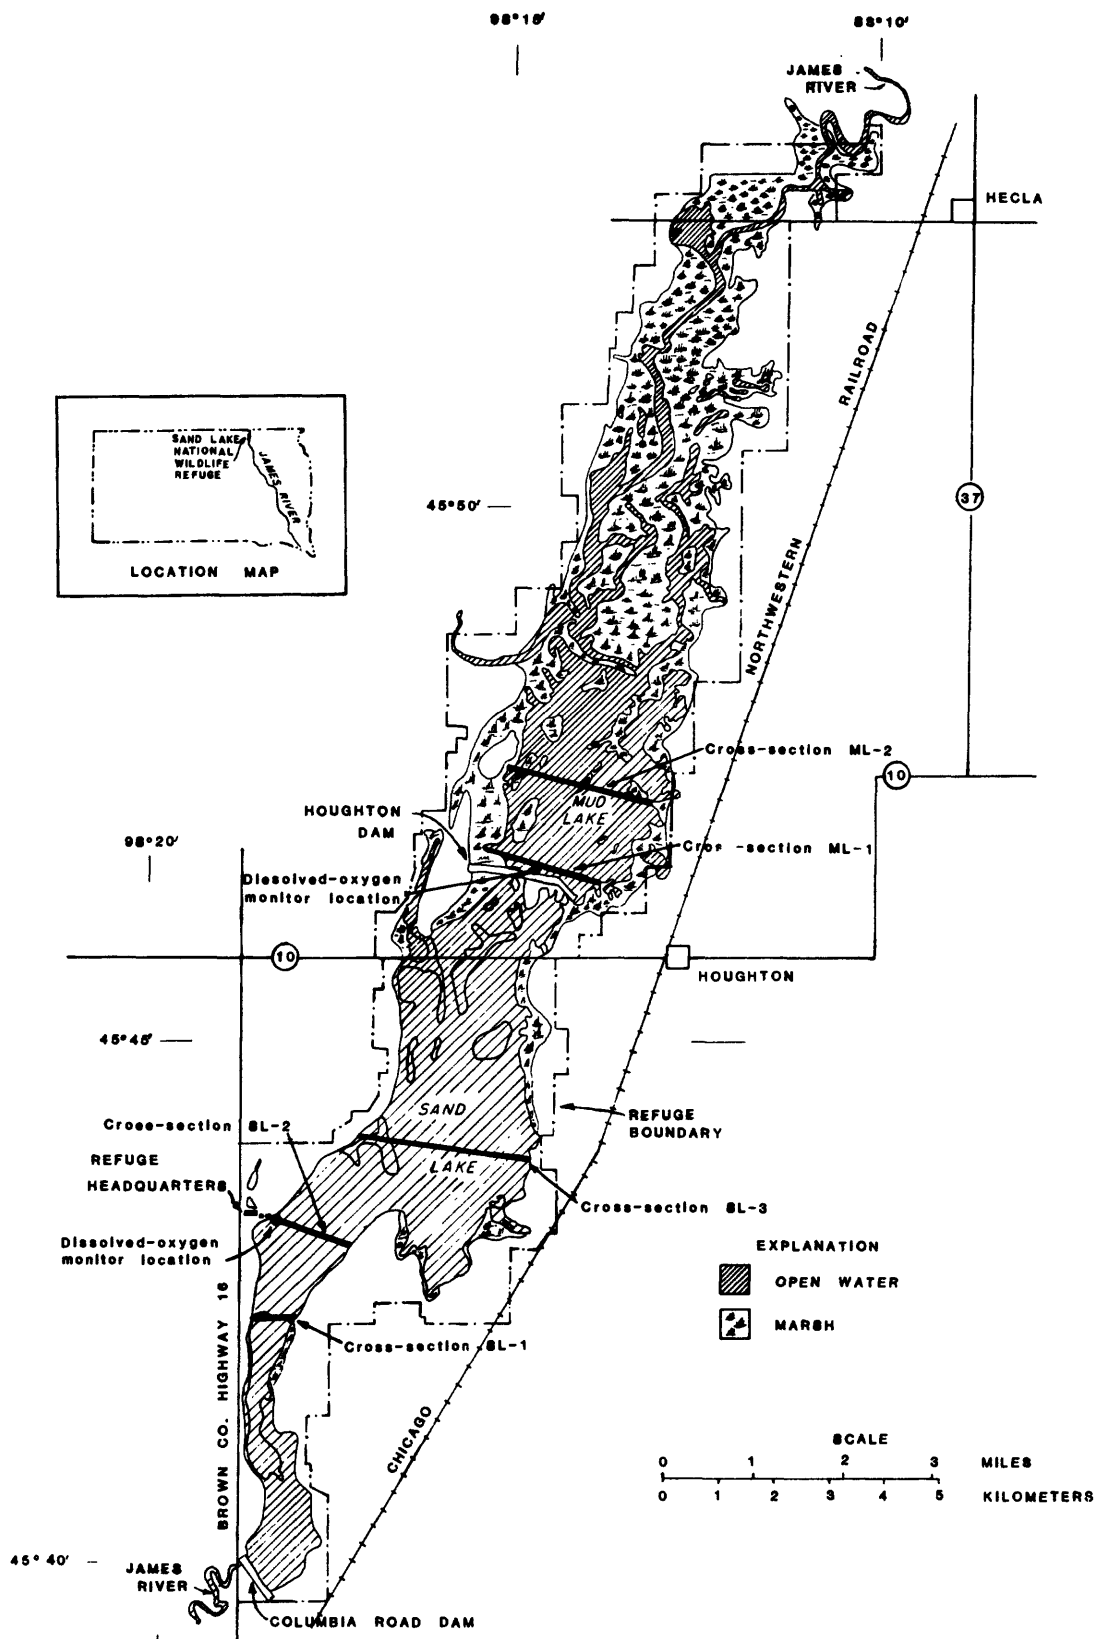 98°15'
88°10'
JAMES
RIVER
HECLA
RAILROAD
SAND LAKE
NATIONAL
WILDLIFE
REFUGE
JAMES RIVER
LOCATION MAP
45°50'
37
NORTHWESTERN
Cross-section ML-2
10
MUD
LAKE
HOUGHTON
DAM
98°20'
Cros -section ML-1
Dissolved-oxygen
monitor location
10
HOUGHTON
45°45'
SAND
LAKE
REFUGE
BOUNDARY
Cross-section SL-2
REFUGE
HEADQUARTERS
Cross-section SL-3
Dissolved-oxygen
monitor location
EXPLANATION
OPEN WATER
MARSH
Cross-section SL-1
BROWN CO. HIGHWAY 16
CHICAGO
SCALE
0 1 2 3 MILES
0 1 2 3 4 5 KILOMETERS
45°40'
JAMES
RIVER
COLUMBIA ROAD DAM